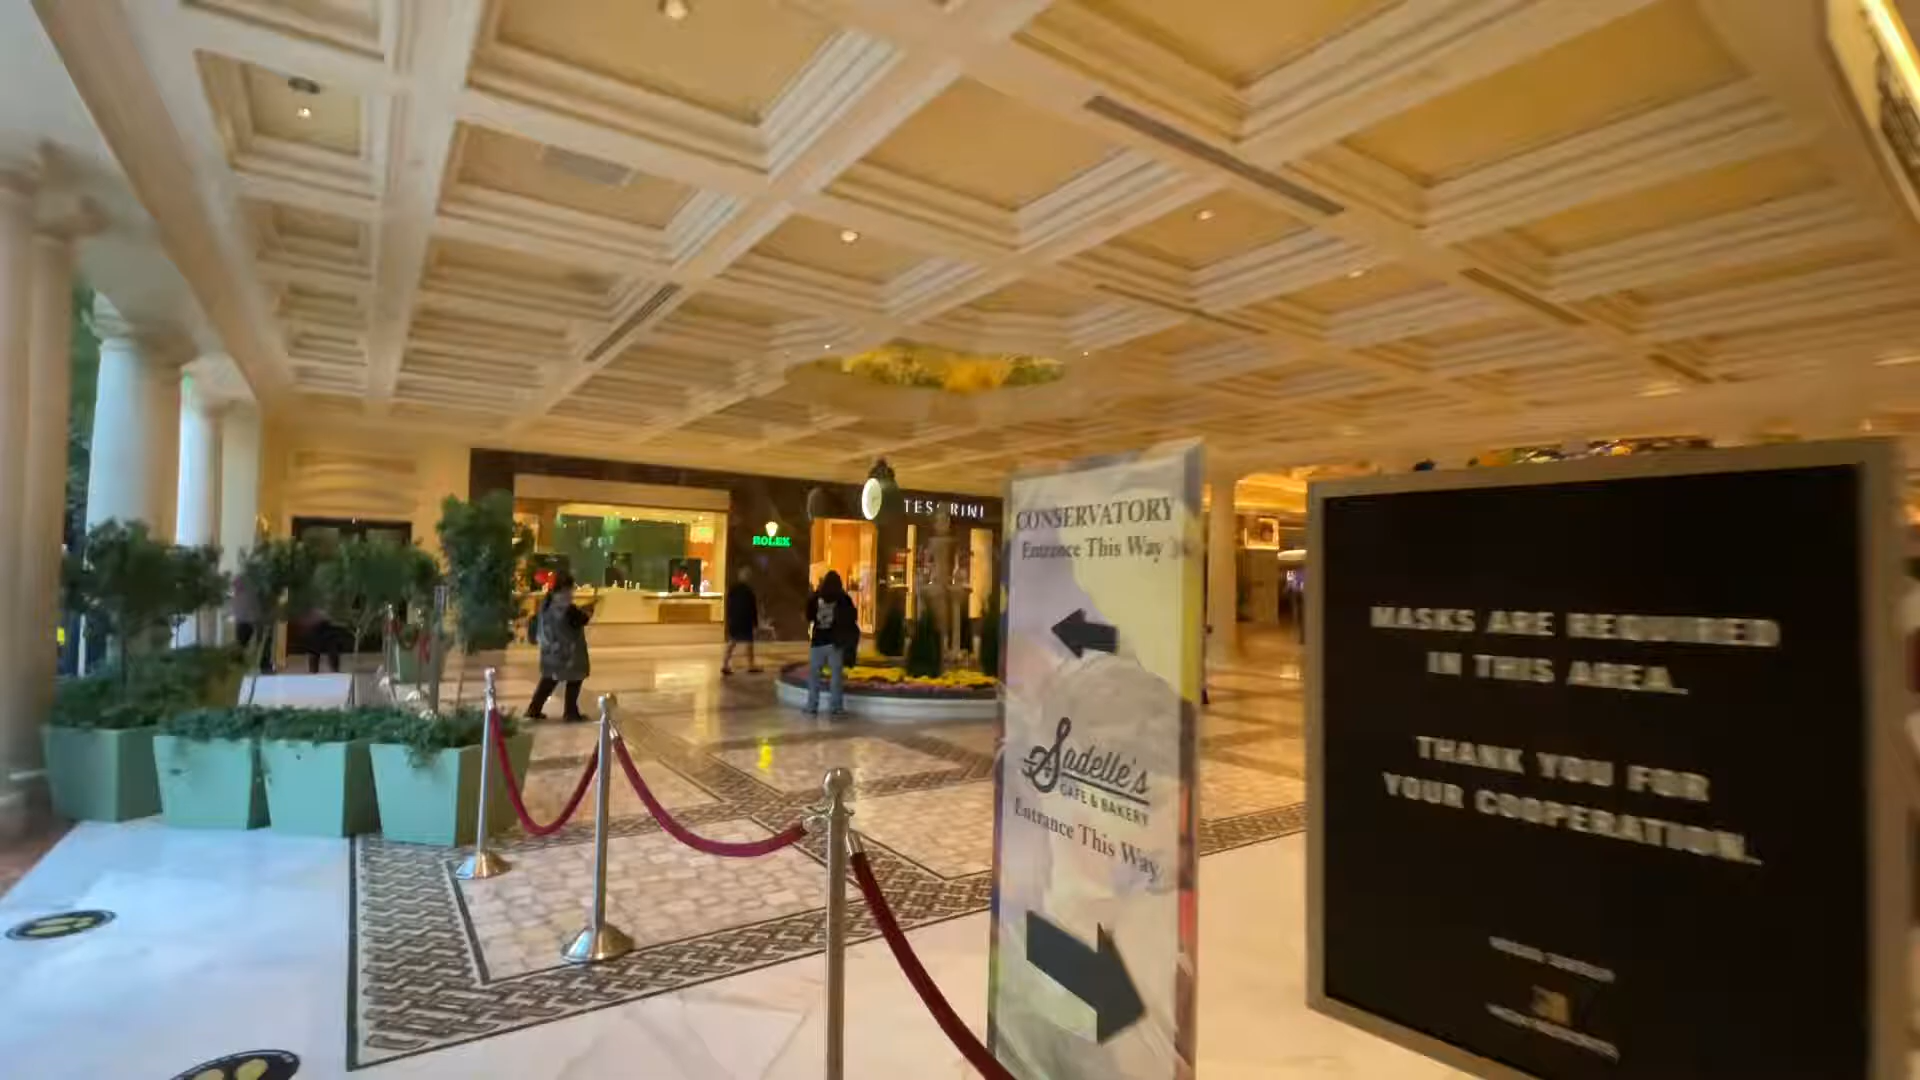 ROLEX
TESORINI
CONSERVATORY
Entrance This Way
Sadelle's
CAFE & BAKERY
Entrance This Way
MASKS ARE REQUIRED
IN THIS AREA.
THANK YOU FOR
YOUR COOPERATION.